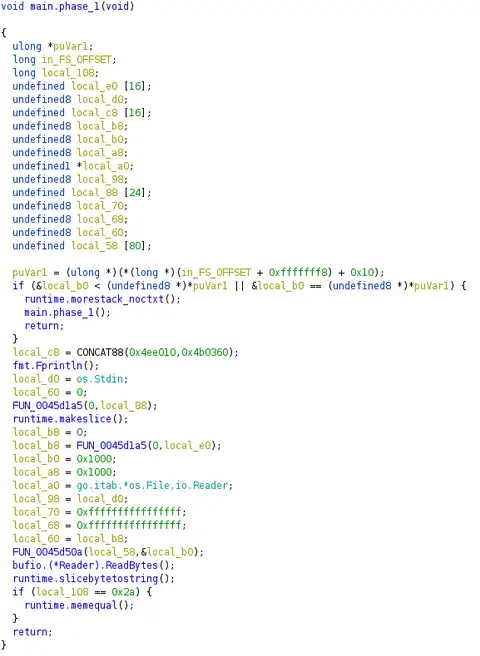 void main.phase_1(void)
{
ulong *puVar1;
long in_FS_OFFSET;
long local_108;
undefined local_e0 [16];
undefined8 local_d0;
undefined local_c8 [16];
undefined8 local_b8;
undefined8 local_b0;
undefined8 local_a8;
undefined1 *local_a0;
undefined8 local_98;
undefined local_88 [24];
undefined8 local_70;
undefined8 local_68;
undefined8 local_60;
undefined local_58 [80];
puVar1 = (ulong *)(*(long *)(in_FS_OFFSET + 0xfffffff8) + 0x10);
if (&local_b0 < (undefined8 *)*puVar1 || &local_b0 == (undefined8 *)*puVar1) {
runtime.morestack_noctxt();
main.phase_1();
return;
}
local_c8 = CONCAT88(0x4ee010,0x4b0360);
fmt.Fprintln();
local_d0 = os.Stdin;
local_60 = 0;
FUN_0045d1a5(0,local_88);
runtime.makeslice();
local_b8 = 0;
local_b8 = FUN_0045d1a5(0,local_e0);
local_b0 = 0x1000;
local_a8 = 0x1000;
local_a0 = go.itab.*os.File,io.Reader;
local_98 = local_d0;
local_70 = 0xffffffffffffffff;
local_68 = 0xffffffffffffffff;
local_60 = local_b8;
FUN_0045d50a(local_58,&local_b0);
bufio.(*Reader).ReadBytes();
runtime.slicebytetostring();
if (local_108 == 0x2a) {
runtime.memequal();
}
return;
}